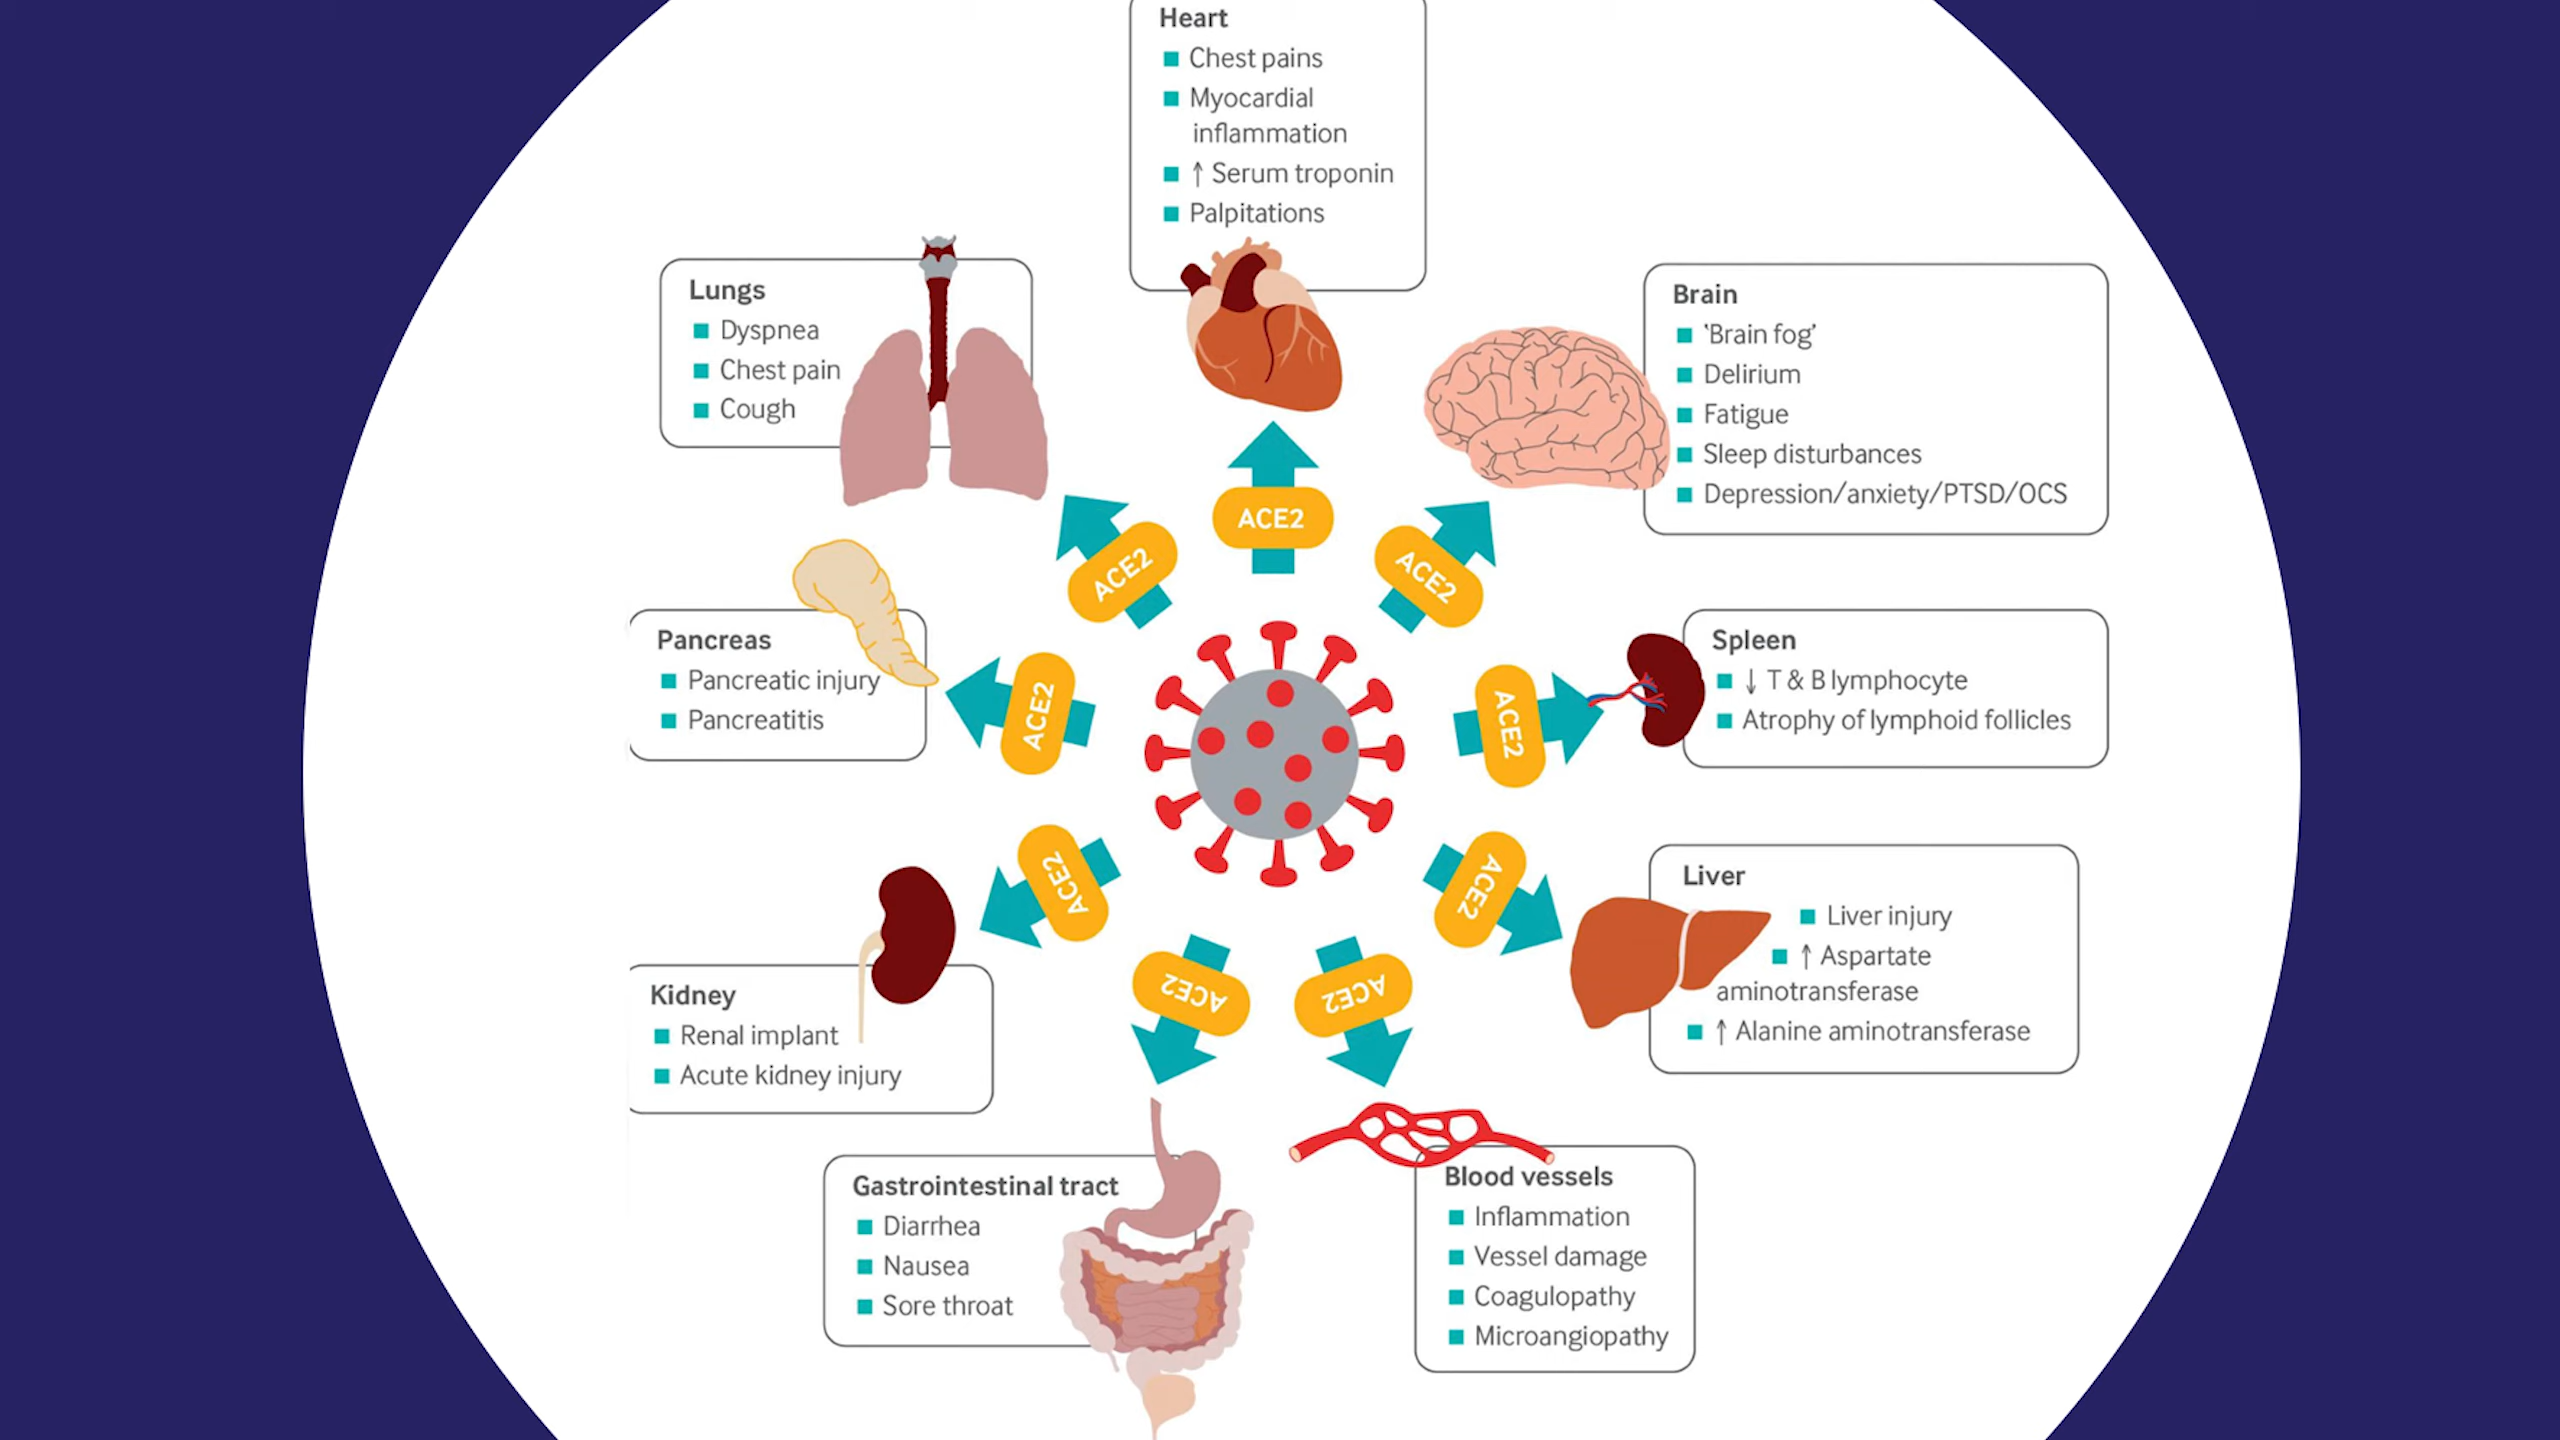 Heart
Chest pains
Myocardial
inflammation
↑ Serum troponin
Palpitations
Lungs
Dyspnea
Chest pain
Cough
Brain
‘Brain fog’
Delirium
Fatigue
Sleep disturbances
Depression/anxiety/PTSD/OCS
ACE2
ACE2
ACE2
Pancreas
Pancreatic injury
Pancreatitis
ACE2
ACE2
Spleen
↓ T & B lymphocyte
Atrophy of lymphoid follicles
ACE2
ACE2
Liver
Liver injury
↑ Aspartate
aminotransferase
↑ Alanine aminotransferase
Kidney
Renal implant
Acute kidney injury
ACE2
ACE2
Gastrointestinal tract
Diarrhea
Nausea
Sore throat
Blood vessels
Inflammation
Vessel damage
Coagulopathy
Microangiopathy